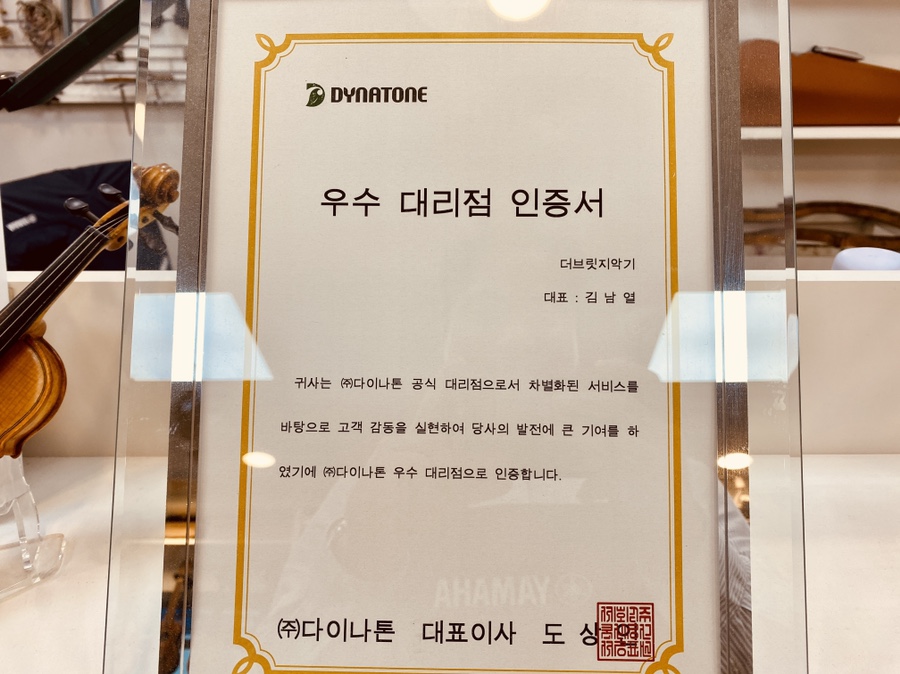 DYNATONE
우수 대리점 인증서
더브릿지악기
대표 : 김 남 열
귀사는 ㈜다이나톤 공식 대리점으로서 차별화된 서비스를
바탕으로 고객 감동을 실현하여 당사의 발전에 큰 기여를 하
였기에 ㈜다이나톤 우수 대리점으로 인증합니다.
YAMAHA
㈜다이나톤 대표이사 도 상